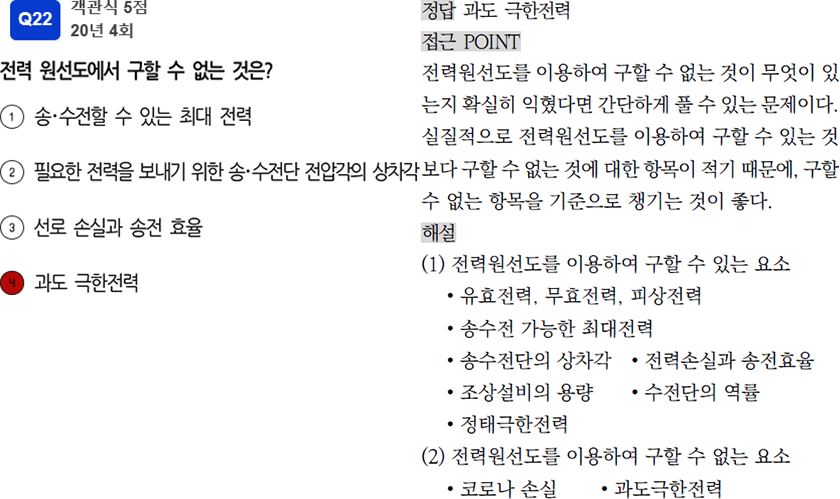 Q22
객관식 5점
20년 4회
전력 원선도에서 구할 수 없는 것은?
1 송·수전할 수 있는 최대 전력
2 필요한 전력을 보내기 위한 송·수전단 전압각의 상차각
3 선로 손실과 송전 효율
4 과도 극한전력
정답 과도 극한전력
접근 POINT
전력원선도를 이용하여 구할 수 없는 것이 무엇이 있
는지 확실히 익혔다면 간단하게 풀 수 있는 문제이다.
실질적으로 전력원선도를 이용하여 구할 수 있는 것
보다 구할 수 없는 것에 대한 항목이 적기 때문에, 구할
수 없는 항목을 기준으로 챙기는 것이 좋다.
해설
(1) 전력원선도를 이용하여 구할 수 있는 요소
• 유효전력, 무효전력, 피상전력
• 송수전 가능한 최대전력
• 송수전단의 상차각 • 전력손실과 송전효율
• 조상설비의 용량 • 수전단의 역률
• 정태극한전력
(2) 전력원선도를 이용하여 구할 수 없는 요소
• 코로나 손실 • 과도극한전력